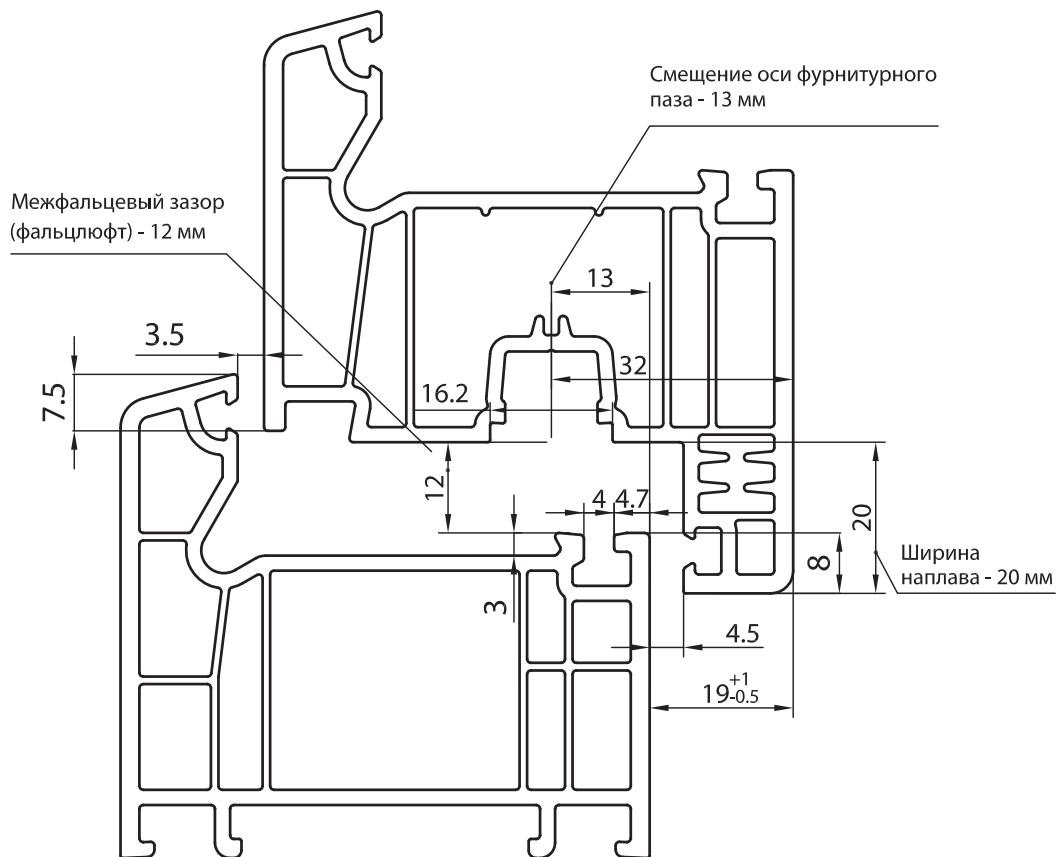 Смещение оси фурнитурного
паза - 13 мм
Межфальцевый зазор
(фальцлюфт) - 12 мм
13
3.5
32
7.5
16.2
12
4
4.7
20
8
Ширина
наплава - 20 мм
3
4.5
19 +1 -0.5